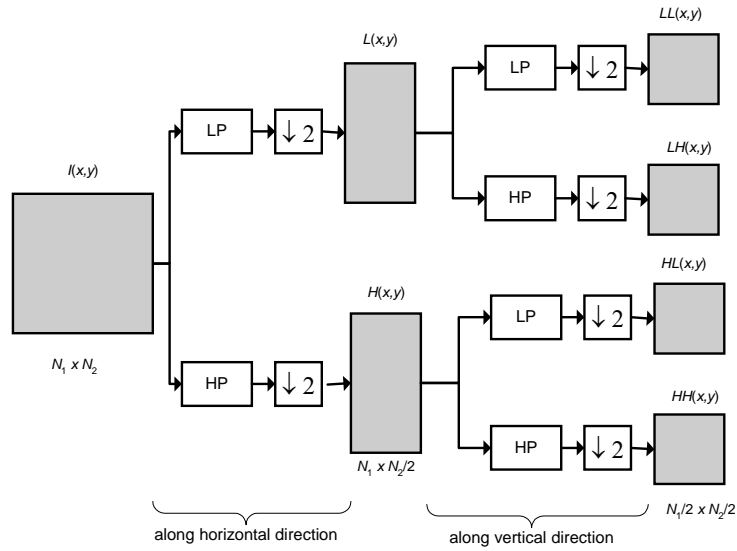 LL(x,y)
L(x,y)
LP
↓ 2
LP
↓ 2
LH(x,y)
I(x,y)
HP
↓ 2
HL(x,y)
H(x,y)
LP
↓ 2
N₁ x N₂
HP
↓ 2
HH(x,y)
HP
↓ 2
N₁ x N₂/2
N₁/2 x N₂/2
along horizontal direction
along vertical direction